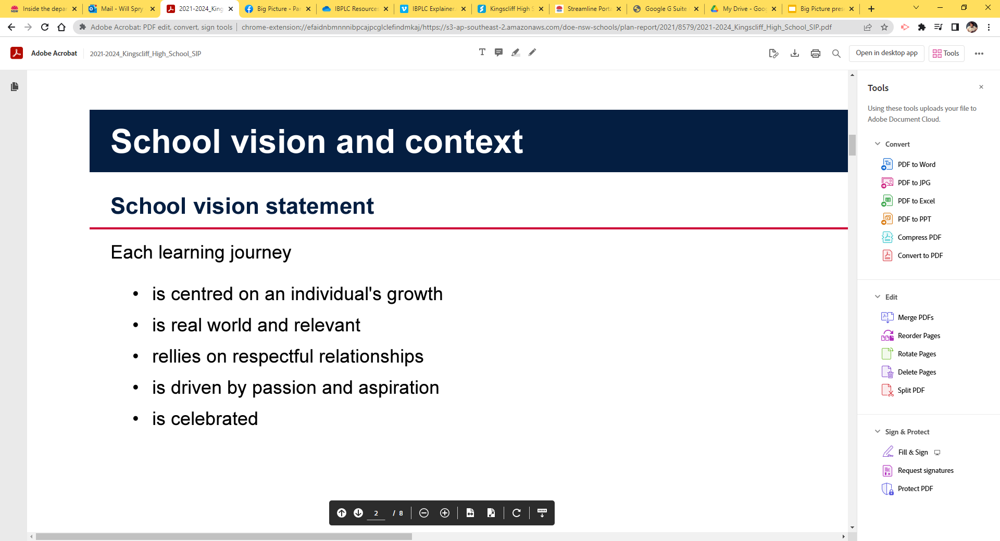 Inside the depar
Mail - Will Spry
2021-2024_King
Big Picture - Par
IBPLC Resources
IBPLC Explainer.
Kingscliff High S
Streamline Porta
Google G Suite
My Drive - Goog
Big Picture pres
Adobe Acrobat: PDF edit, convert, sign tools
chrome-extension://efaidnbmnnnibpcajpcglclefindmkaj/https://s3-ap-southeast-2.amazonaws.com/doe-nsw-schools/plan-report/2021/8579/2021-2024_Kingscliff_High_School_SIP.pdf
Adobe Acrobat
2021-2024_Kingscliff_High_School_SIP
Open in desktop app
Tools
School vision and context
School vision statement
Each learning journey
• is centred on an individual's growth
• is real world and relevant
• rellies on respectful relationships
• is driven by passion and aspiration
• is celebrated
2 / 8
Tools
Using these tools uploads your file to
Adobe Document Cloud.
Convert
PDF to Word
PDF to JPG
PDF to Excel
PDF to PPT
Compress PDF
Convert to PDF
Edit
Merge PDFs
Reorder Pages
Rotate Pages
Delete Pages
Split PDF
Sign & Protect
Fill & Sign
Request signatures
Protect PDF